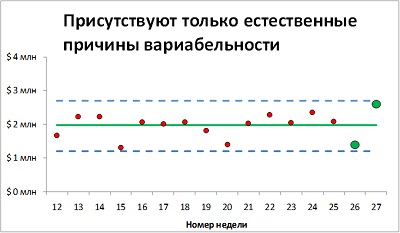 Присутствуют только естественные
причины вариабельности
$ 4 млн
$ 3 млн
$ 2 млн
$ 1 млн
$ 0 млн
12 13 14 15 16 17 18 19 20 21 22 23 24 25 26 27
Номер недели